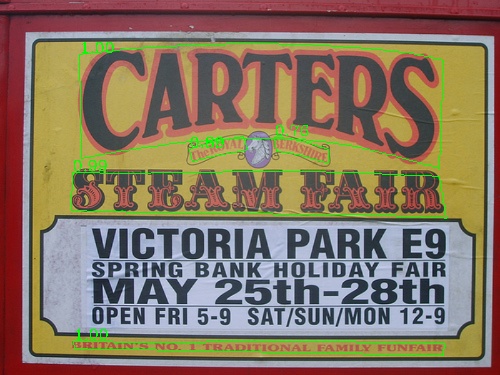 CARTERS
The ROYAL BERKSHIRE
STEAM FAIR
VICTORIA PARK E9
SPRING BANK HOLIDAY FAIR
MAY 25th-28th
OPEN FRI 5-9 SAT/SUN/MON 12-9
BRITAIN'S NO. 1 TRADITIONAL FAMILY FUNFAIR